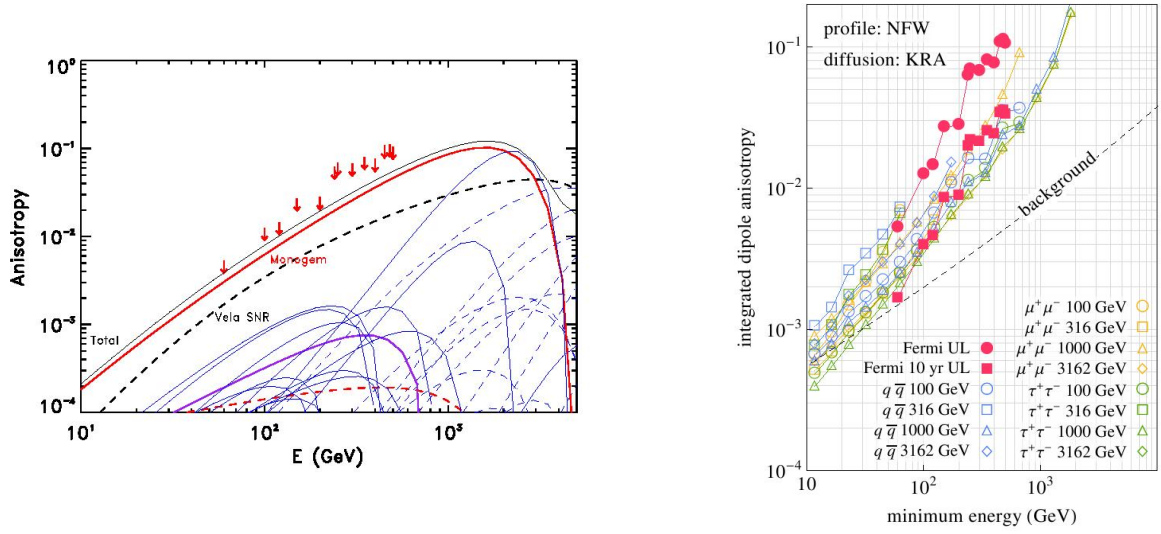 10⁰
10⁻¹
10⁻²
10⁻³
10⁻⁴
Anisotropy
Monogem
Vela SNR
Total
10¹
10²
10³
E (GeV)
profile: NFW
diffusion: KRA
10⁻¹
10⁻²
10⁻³
10⁻⁴
integrated dipole anisotropy
background
μ⁺μ⁻ 100 GeV
μ⁺μ⁻ 316 GeV
Fermi UL μ⁺μ⁻ 1000 GeV
Fermi 10 yr UL μ⁺μ⁻ 3162 GeV
q q̅ 100 GeV τ⁺τ⁻ 100 GeV
q q̅ 316 GeV τ⁺τ⁻ 316 GeV
q q̅ 1000 GeV τ⁺τ⁻ 1000 GeV
q q̅ 3162 GeV τ⁺τ⁻ 3162 GeV
10
10²
10³
minimum energy (GeV)